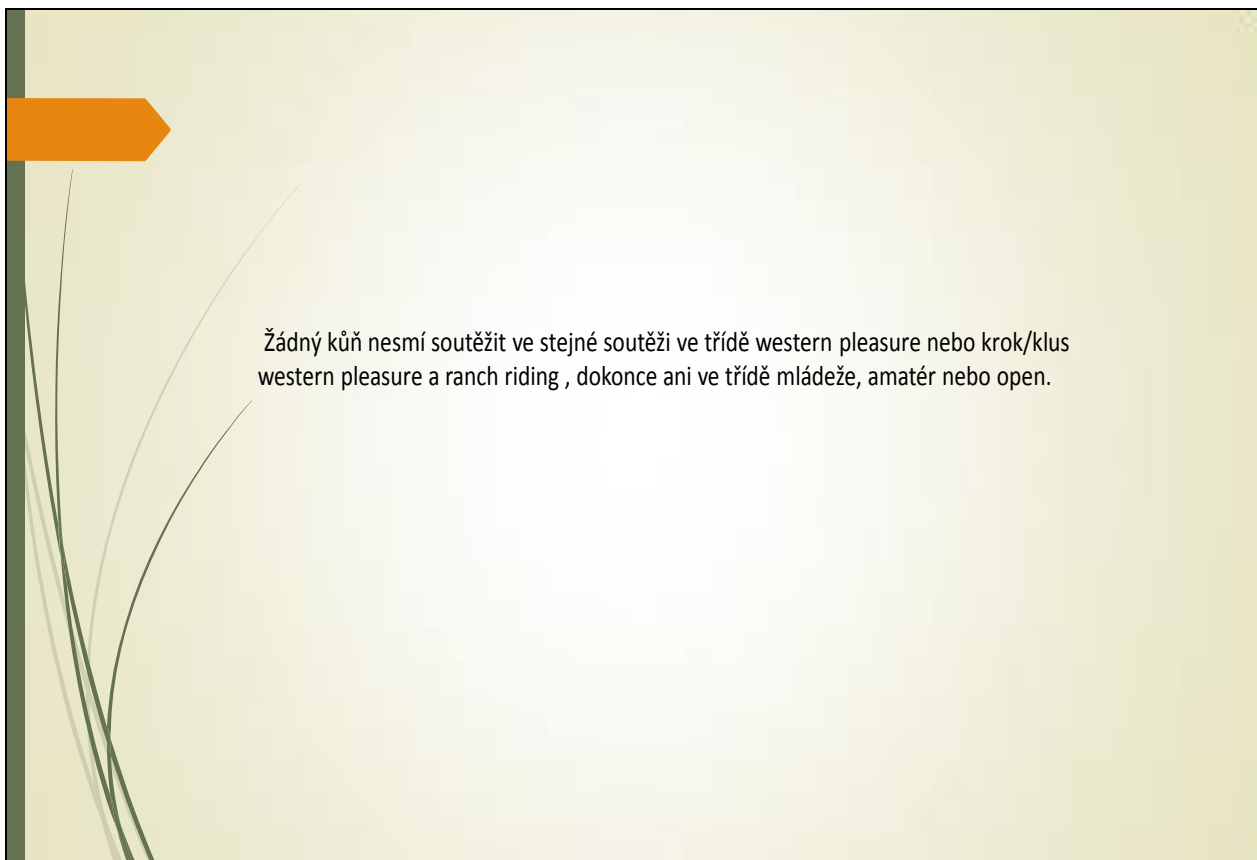 Žádný kůň nesmí soutěžit ve stejné soutěži ve třídě western pleasure nebo krok/klus
western pleasure a ranch riding , dokonce ani ve třídě mládeže, amatér nebo open.